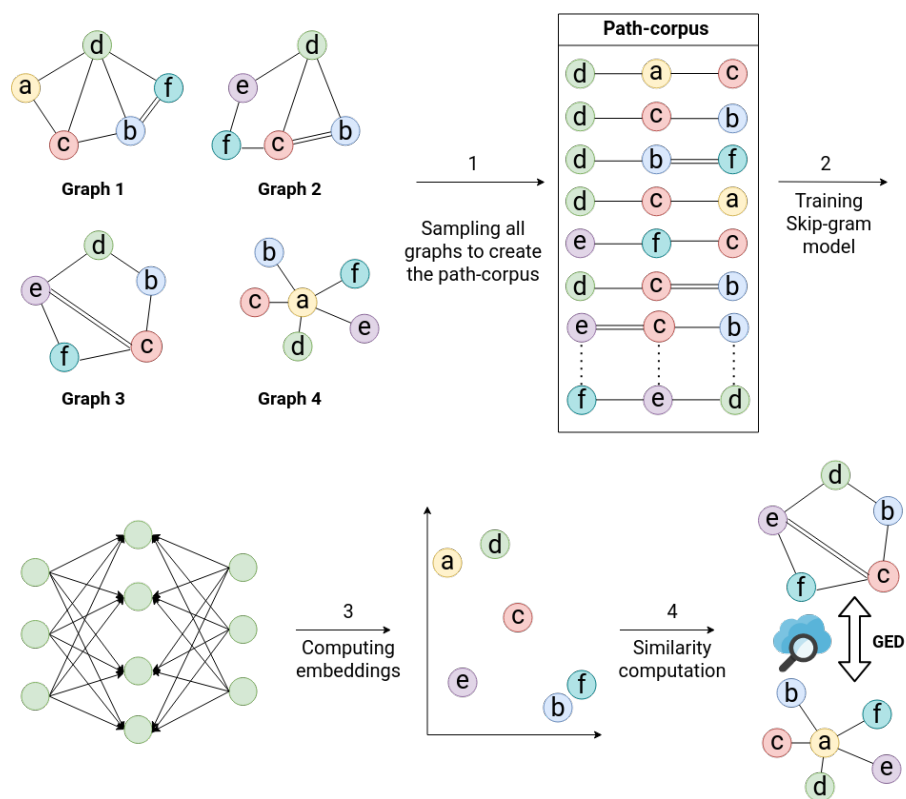 Path-corpus
d
a
f
c
b
Graph 1
d
e
f
c
b
Graph 2
d
e
b
f
c
Graph 3
b
f
c
a
d
e
Graph 4
1
Sampling all
graphs to create
the path-corpus
d a c
d c b
d b f
d c a
e f c
d c b
e c b
f e d
2
Training
Skip-gram
model
3
Computing
embeddings
a
d
c
e
b
f
4
Similarity
computation
d
e
b
f
c
GED
b
f
c
a
d
e